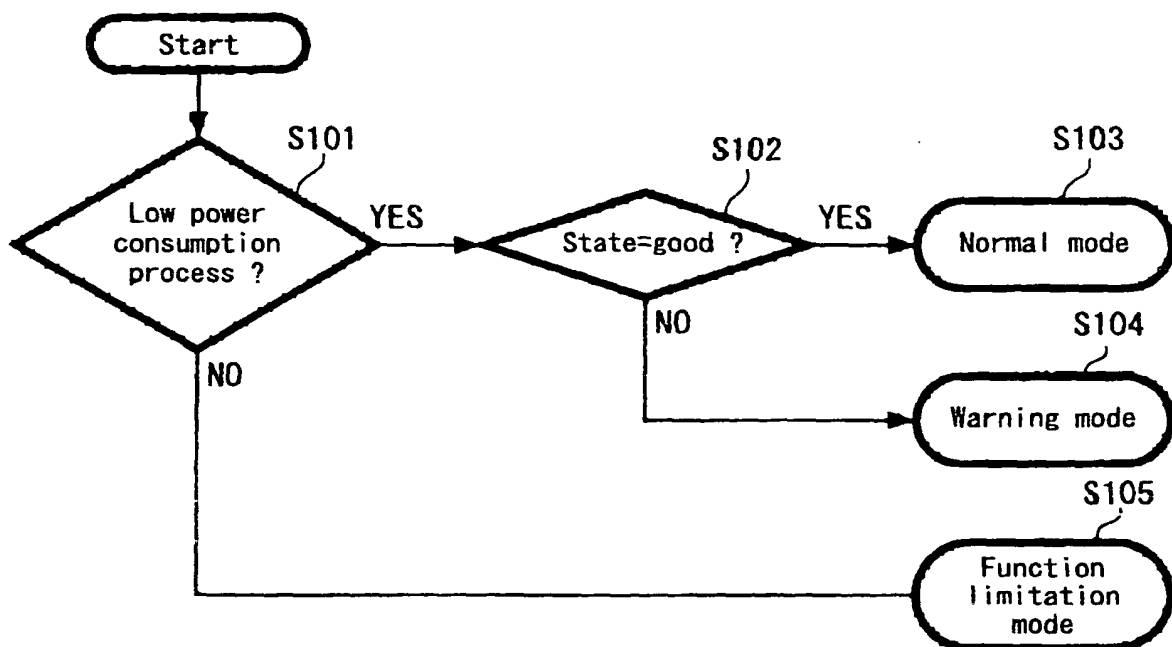 Start
S101
Low power
consumption
process ?
YES
NO
S102
State=good ?
YES
NO
S103
Normal mode
S104
Warning mode
S105
Function
limitation
mode